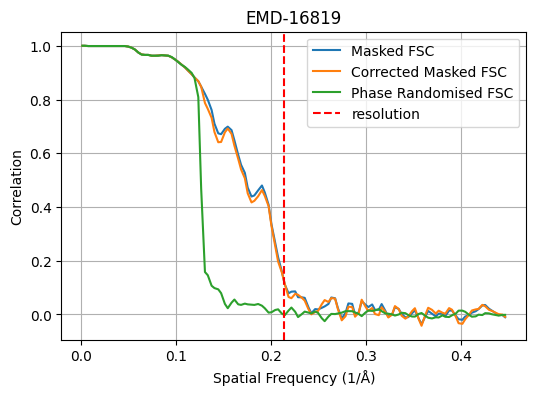 EMD-16819
Masked FSC
Corrected Masked FSC
Phase Randomised FSC
resolution
Correlation
1.0
0.8
0.6
0.4
0.2
0.0
0.0 0.1 0.2 0.3 0.4
Spatial Frequency (1/Å)